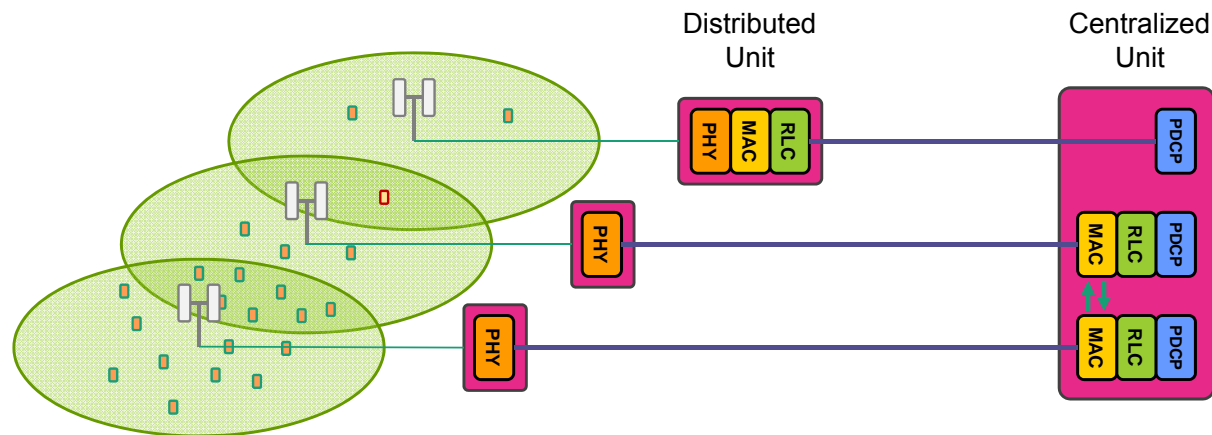 Distributed
Unit
Centralized
Unit
PHY
MAC
RLC
PDCP
PHY
MAC
RLC
PDCP
PHY
MAC
RLC
PDCP